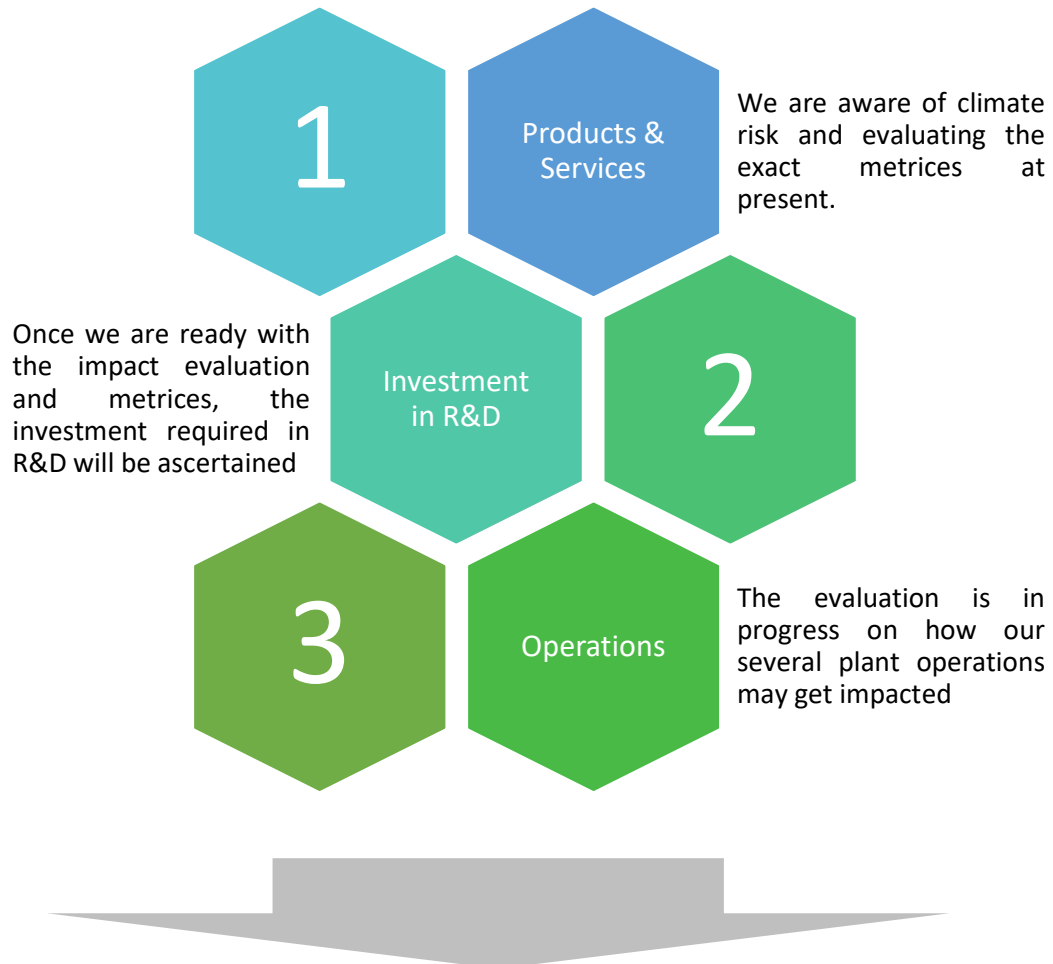 1
Products &
Services
We are aware of climate
risk and evaluating the
exact metrices at
present.
Once we are ready with
the impact evaluation
and metrices, the
investment required in
R&D will be ascertained
Investment
in R&D
2
3
Operations
The evaluation is in
progress on how our
several plant operations
may get impacted